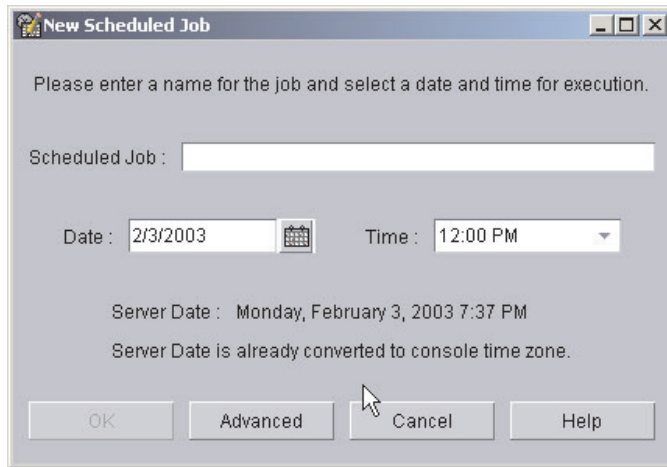 New Scheduled Job
Please enter a name for the job and select a date and time for execution.
Scheduled Job :
Date : 2/3/2003 Time : 12:00 PM
Server Date : Monday, February 3, 2003 7:37 PM
Server Date is already converted to console time zone.
OK Advanced Cancel Help